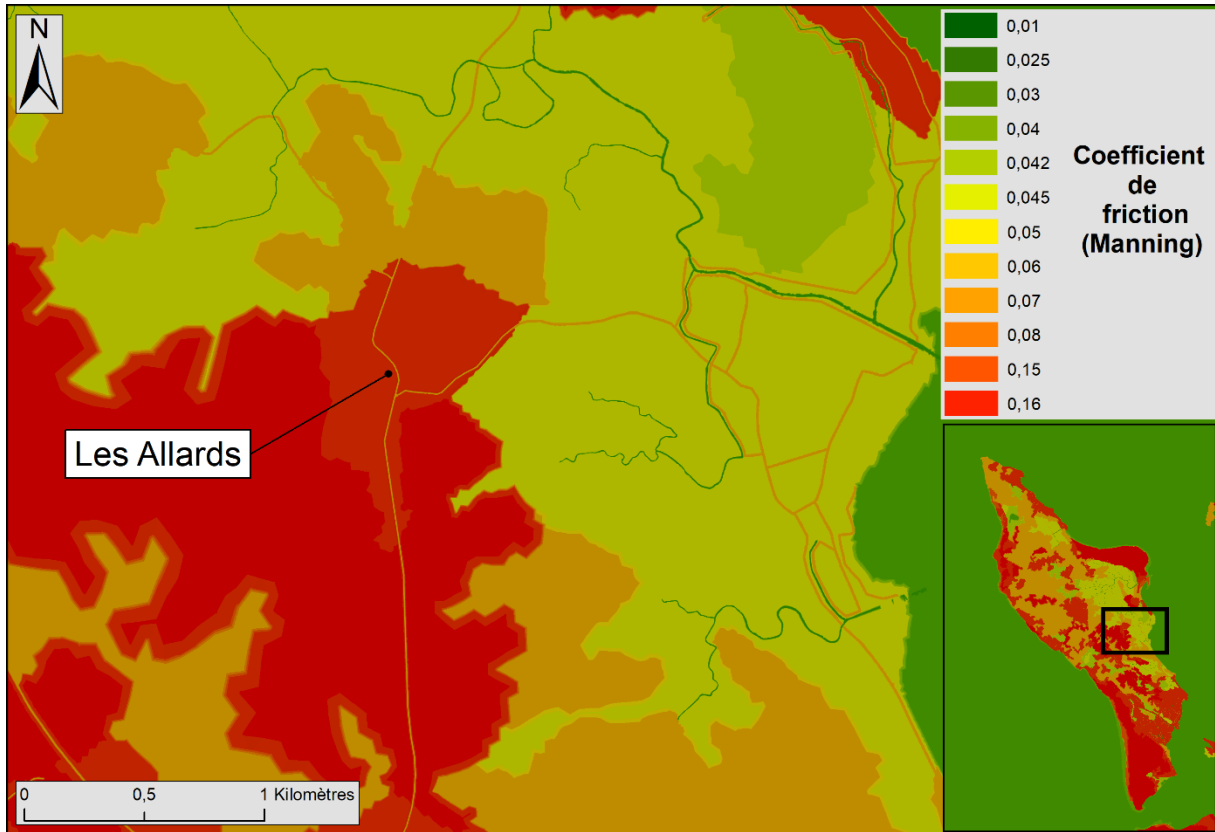 N
0,01
0,025
0,03
0,04
0,042
0,045
0,05
0,06
0,07
0,08
0,15
0,16
Coefficient
de
friction
(Manning)
Les Allards
0 0,5 1 Kilomètres